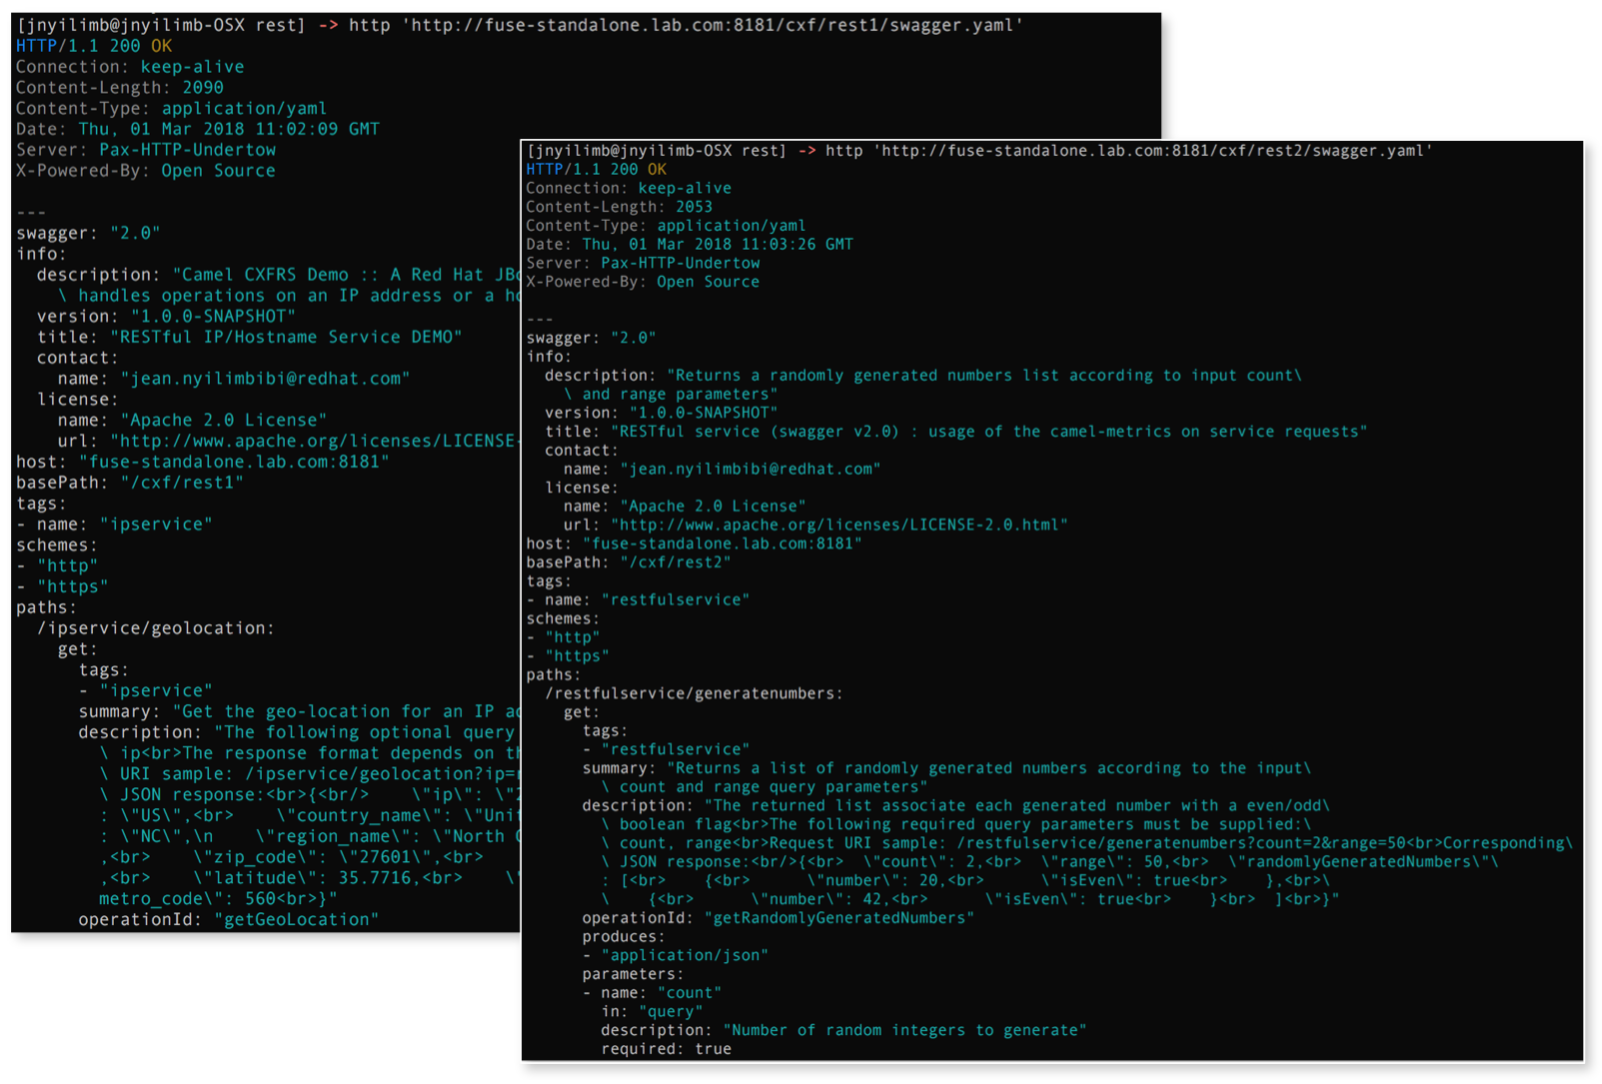 [jnyilimb@jnyilimb-OSX rest] -> http 'http://fuse-standalone.lab.com:8181/cxf/rest1/swagger.yaml'
HTTP/1.1 200 OK
Connection: keep-alive
Content-Length: 2090
Content-Type: application/yaml
Date: Thu, 01 Mar 2018 11:02:09 GMT
Server: Pax-HTTP-Undertow
X-Powered-By: Open Source
---
swagger: "2.0"
info:
  description: "Camel CXFRS Demo :: A Red Hat JBo
    \ handles operations on an IP address or a ho
  version: "1.0.0-SNAPSHOT"
  title: "RESTful IP/Hostname Service DEMO"
  contact:
    name: "jean.nyilimbibi@redhat.com"
  license:
    name: "Apache 2.0 License"
    url: "http://www.apache.org/licenses/LICENSE-
host: "fuse-standalone.lab.com:8181"
basePath: "/cxf/rest1"
tags:
- name: "ipservice"
schemes:
- "http"
- "https"
paths:
  /ipservice/geolocation:
    get:
      tags:
      - "ipservice"
      summary: "Get the geo-location for an IP ad
      description: "The following optional query
        \ ip<br>The response format depends on th
        \ URI sample: /ipservice/geolocation?ip=
        \ JSON response:<br>{<br/>    \"ip\": \"2
        : \"US\",<br>    \"country_name\": \"Unit
        : \"NC\",\n    \"region_name\": \"North C
        ,<br>    \"zip_code\": \"27601\",<br>
        ,<br>    \"latitude\": 35.7716,<br>    \"
        metro_code\": 560<br>}"
      operationId: "getGeoLocation"
[jnyilimb@jnyilimb-OSX rest] -> http 'http://fuse-standalone.lab.com:8181/cxf/rest2/swagger.yaml'
HTTP/1.1 200 OK
Connection: keep-alive
Content-Length: 2053
Content-Type: application/yaml
Date: Thu, 01 Mar 2018 11:03:26 GMT
Server: Pax-HTTP-Undertow
X-Powered-By: Open Source
---
swagger: "2.0"
info:
  description: "Returns a randomly generated numbers list according to input count\
    \ and range parameters"
  version: "1.0.0-SNAPSHOT"
  title: "RESTful service (swagger v2.0) : usage of the camel-metrics on service requests"
  contact:
    name: "jean.nyilimbibi@redhat.com"
  license:
    name: "Apache 2.0 License"
    url: "http://www.apache.org/licenses/LICENSE-2.0.html"
host: "fuse-standalone.lab.com:8181"
basePath: "/cxf/rest2"
tags:
- name: "restfulservice"
schemes:
- "http"
- "https"
paths:
  /restfulservice/generatenumbers:
    get:
      tags:
      - "restfulservice"
      summary: "Returns a list of randomly generated numbers according to the input\
        \ count and range query parameters"
      description: "The returned list associate each generated number with a even/odd\
        \ boolean flag<br>The following required query parameters must be supplied:\
        \ count, range<br>Request URI sample: /restfulservice/generatenumbers?count=2&range=50<br>Corresponding\
        \ JSON response:<br/>{<br>  \"count\": 2,<br>  \"range\": 50,<br>  \"randomlyGeneratedNumbers\"\
        : [<br>    {<br>      \"number\": 20,<br>      \"isEven\": true<br>    },<br>\
        \    {<br>      \"number\": 42,<br>      \"isEven\": true<br>    }<br>  ]<br>}"
      operationId: "getRandomlyGeneratedNumbers"
      produces:
      - "application/json"
      parameters:
      - name: "count"
        in: "query"
        description: "Number of random integers to generate"
        required: true